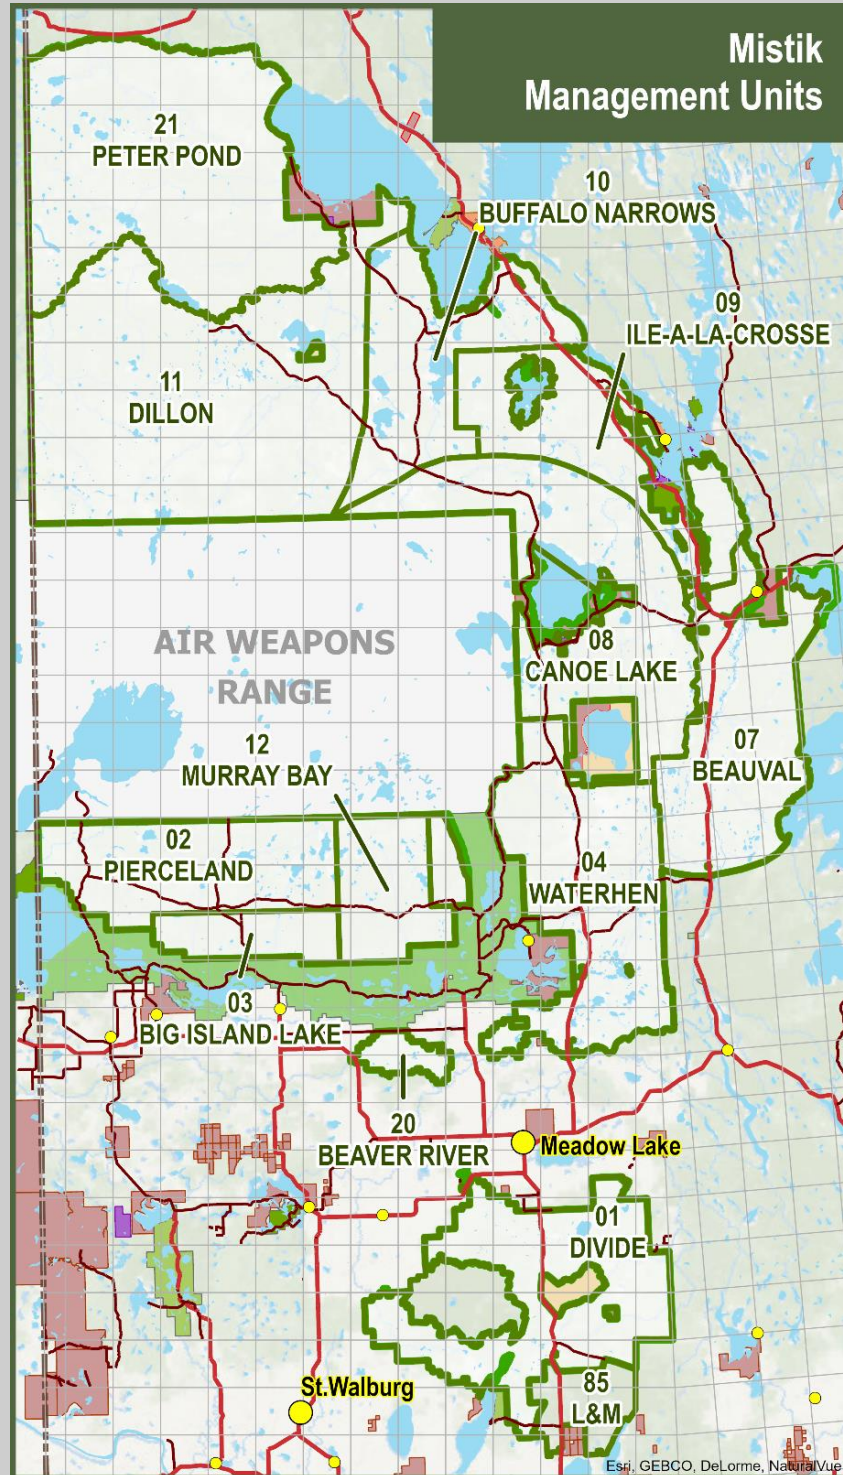 Mistik
Management Units
21
PETER POND
10
BUFFALO NARROWS
09
ILE-A-LA-CROSSE
11
DILLON
AIR WEAPONS
RANGE
08
CANOE LAKE
12
MURRAY BAY
07
BEAUVAL
02
PIERCELAND
04
WATERHEN
03
BIG ISLAND LAKE
20
BEAVER RIVER
Meadow Lake
01
DIVIDE
St.Walburg
85
L&M
Esri, GEBCO, DeLorme, NaturalVue